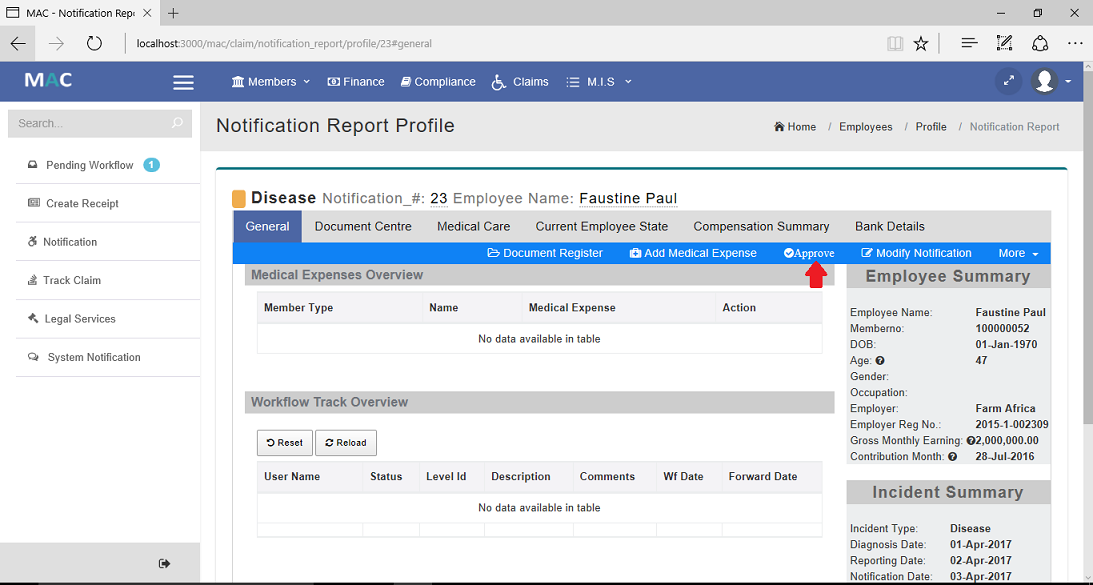 MAC - Notification Repo
localhost:3000/mac/claim/notification_report/profile/23#general
MAC
Members
Finance
Compliance
Claims
M.I.S
Search...
Pending Workflow 1
Create Receipt
Notification
Track Claim
Legal Services
System Notification
Notification Report Profile
Home / Employees / Profile / Notification Report
Disease Notification_#: 23 Employee Name: Faustine Paul
General Document Centre Medical Care Current Employee State Compensation Summary Bank Details
Document Register Add Medical Expense Approve Modify Notification More
Medical Expenses Overview
Member Type Name Medical Expense Action
No data available in table
Workflow Track Overview
Reset Reload
User Name Status Level Id Description Comments Wf Date Forward Date
No data available in table
Employee Summary
Employee Name: Faustine Paul
Memberno: 100000052
DOB: 01-Jan-1970
Age: 47
Gender:
Occupation:
Employer: Farm Africa
Employer Reg No.: 2015-1-002309
Gross Monthly Earning: 2,000,000.00
Contribution Month: 28-Jul-2016
Incident Summary
Incident Type: Disease
Diagnosis Date: 01-Apr-2017
Reporting Date: 02-Apr-2017
Notification Date: 03-Apr-2017